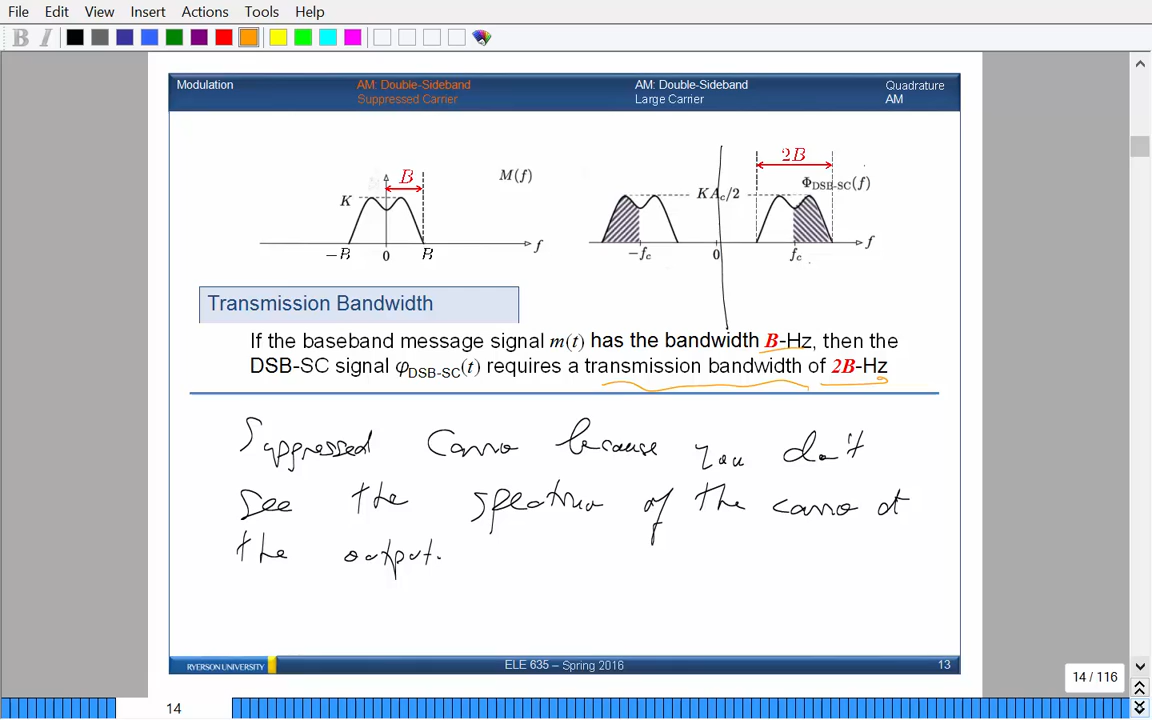 File Edit View Insert Actions Tools Help
B I
Modulation
AM: Double-Sideband
Suppressed Carrier
AM: Double-Sideband
Large Carrier
Quadrature
AM
B
M(f)
K
−B 0 B f
2B
Φ_DSB-SC(f)
KA_c/2
−f_c 0 f_c f
Transmission Bandwidth
If the baseband message signal m(t) has the bandwidth B-Hz, then the
DSB-SC signal φ_DSB-SC(t) requires a transmission bandwidth of 2B-Hz
Suppressed Carrier because you don't
see the spectrum of the carrier at
the output.
RYERSON UNIVERSITY
ELE 635 – Spring 2016
13
14 / 116
14